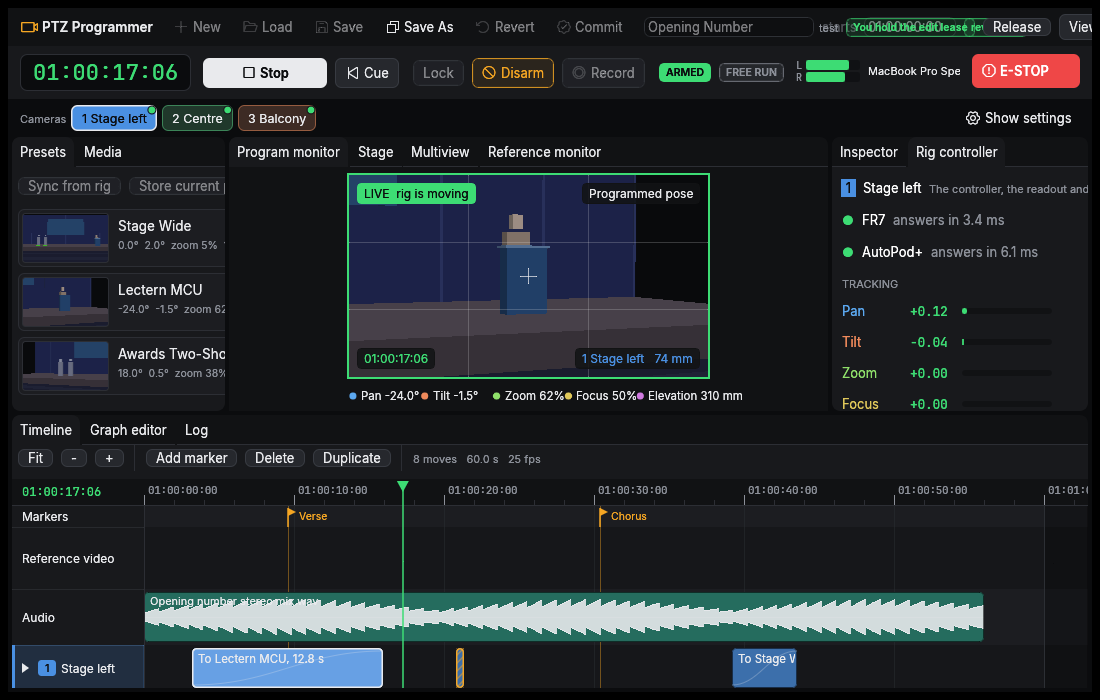 PTZ Programmer New Load Save Save As Revert Commit Opening Number starts Release View
01:00:17:06 Stop Cue Lock Disarm Record ARMED FREE RUN L R MacBook Pro Spe E-STOP
Cameras 1 Stage left 2 Centre 3 Balcony Show settings
Presets Media
Sync from rig Store current
Stage Wide
0.0° 2.0° zoom 5%
Lectern MCU
-24.0° -1.5° zoom 62
Awards Two-Sho
18.0° 0.5° zoom 38%
Program monitor Stage Multiview Reference monitor
LIVE rig is moving Programmed pose
01:00:17:06 1 Stage left 74 mm
Pan -24.0° Tilt -1.5° Zoom 62% Focus 50% Elevation 310 mm
Inspector Rig controller
1 Stage left The controller, the readout and
FR7 answers in 3.4 ms
AutoPod+ answers in 6.1 ms
TRACKING
Pan +0.12
Tilt -0.04
Zoom +0.00
Focus +0.00
Timeline Graph editor Log
Fit - + Add marker Delete Duplicate 8 moves 60.0 s 25 fps
01:00:17:06 01:00:00:00 01:00:10:00 01:00:20:00 01:00:30:00 01:00:40:00 01:00:50:00 01:01:0
Markers Verse Chorus
Reference video
Opening number stereo mix.wav
Audio
1 Stage left To Lectern MCU, 12.8 s To Stage W